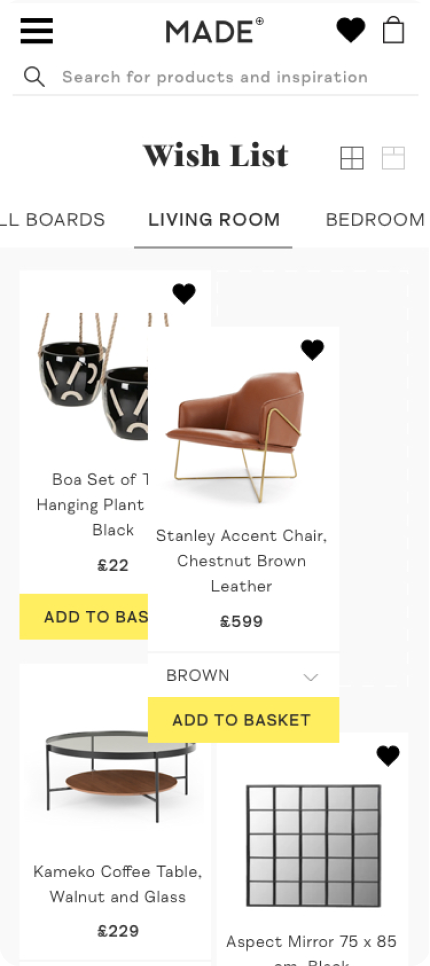 MADE
Search for products and inspiration
Wish List
LL BOARDS LIVING ROOM BEDROOM
Boa Set of T
Hanging Plant
Black
£22
ADD TO BAS
Stanley Accent Chair,
Chestnut Brown
Leather
£599
BROWN
ADD TO BASKET
Kameko Coffee Table,
Walnut and Glass
£229
Aspect Mirror 75 x 85
cm, Black